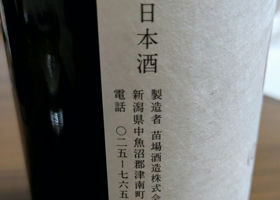 日本酒
製造者 苗場酒造株式会
新潟県中魚沼郡津南町
電話 〇二五ー七六五